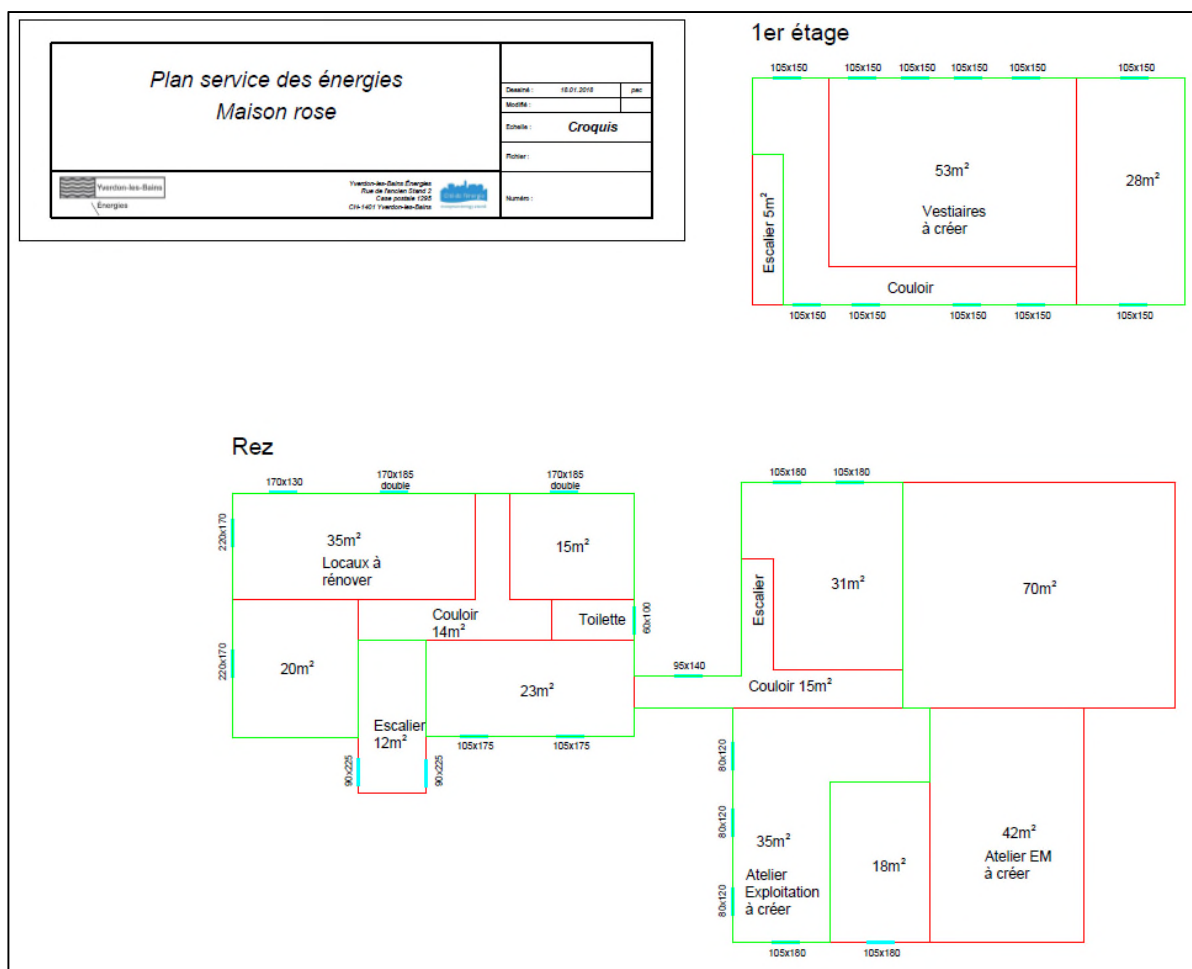 Plan service des énergies
Maison rose
Dessiné : 18.01.2018 pac
Modifié :
Echelle : Croquis
Fichier :
Numéro :
Yverdon-les-Bains
Énergies
Yverdon-les-Bains Énergies
Rue de l'ancien Stand 2
Case postale 1295
CH-1401 Yverdon-les-Bains
1er étage
105x150 105x150 105x150 105x150 105x150 105x150
53m²
28m²
Vestiaires
à créer
Escalier 5m²
Couloir
105x150 105x150 105x150 105x150 105x150
Rez
170x130
170x185
double
170x185
double
105x180 105x180
220x170
35m²
Locaux à
rénover
15m²
31m²
70m²
Escalier
Couloir
14m²
Toilette
60x100
220x170
20m²
23m²
95x140
Couloir 15m²
Escalier
12m²
105x175 105x175
90x225
90x225
80x120
80x120
80x120
35m²
Atelier
Exploitation
à créer
18m²
42m²
Atelier EM
à créer
105x180 105x180